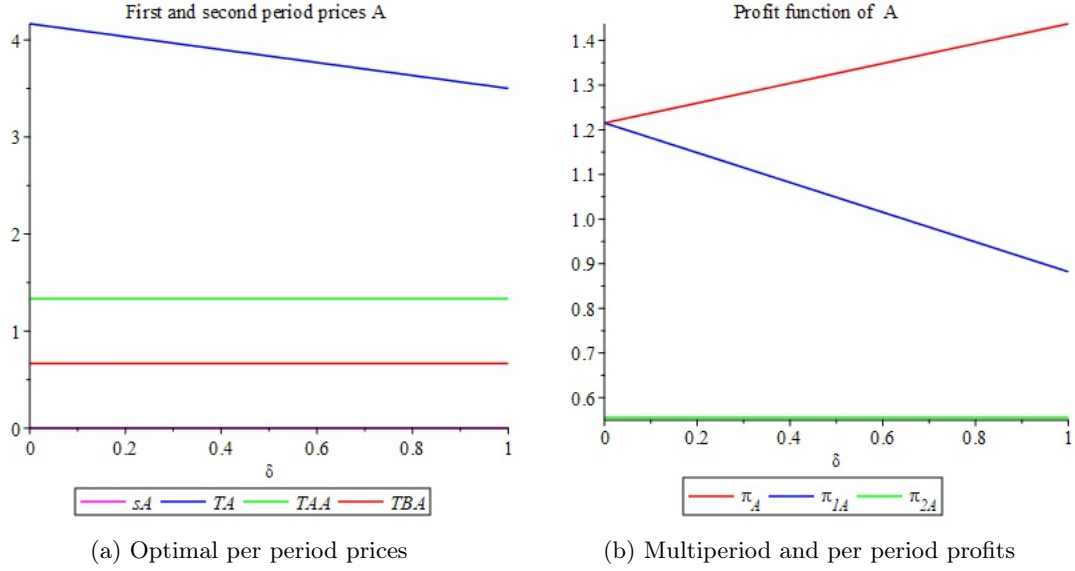 First and second period prices A
4
3
2
1
0
0 0.2 0.4 0.6 0.8 1
δ
sA TA TAA TBA
(a) Optimal per period prices
Profit function of A
1.4
1.3
1.2
1.1
1.0
0.9
0.8
0.7
0.6
0 0.2 0.4 0.6 0.8 1
δ
π_A π_1A π_2A
(b) Multiperiod and per period profits